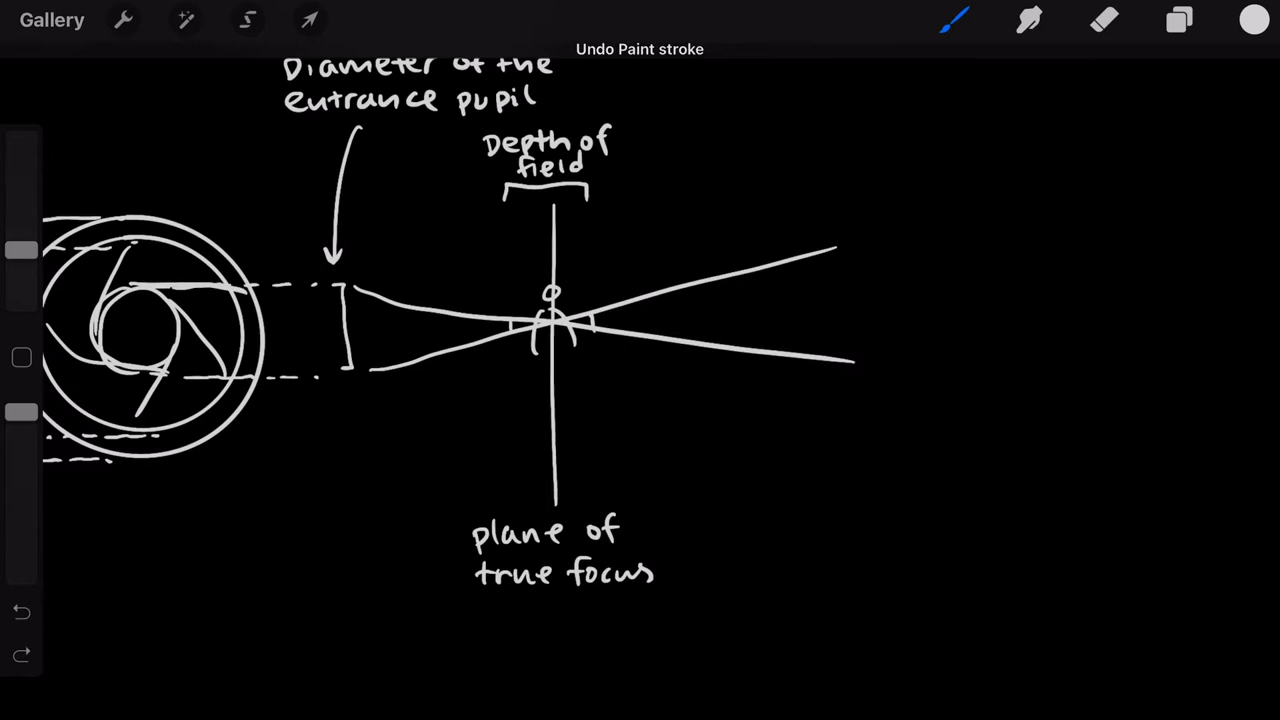 Gallery
Undo Paint stroke
Diameter of the
entrance pupil
Depth of
field
plane of
true focus